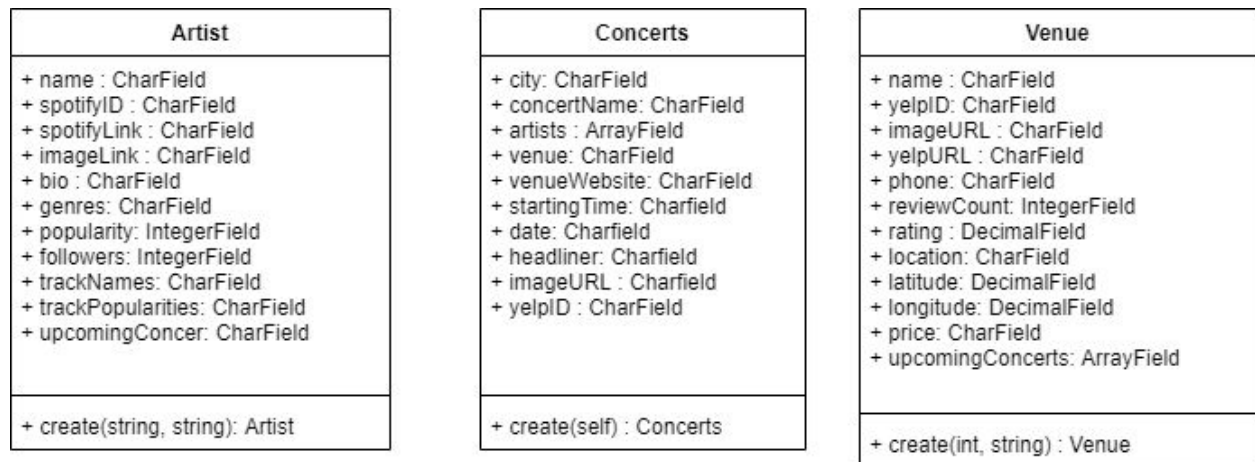 Artist
+ name : CharField
+ spotifyID : CharField
+ spotifyLink : CharField
+ imageLink : CharField
+ bio : CharField
+ genres: CharField
+ popularity: IntegerField
+ followers: IntegerField
+ trackNames: CharField
+ trackPopularities: CharField
+ upcomingConcer: CharField
+ create(string, string): Artist
Concerts
+ city: CharField
+ concertName: CharField
+ artists : ArrayField
+ venue: CharField
+ venueWebsite: CharField
+ startingTime: Charfield
+ date: Charfield
+ headliner: Charfield
+ imageURL : Charfield
+ yelpID : CharField
+ create(self) : Concerts
Venue
+ name : CharField
+ yelpID: CharField
+ imageURL : CharField
+ yelpURL : CharField
+ phone: CharField
+ reviewCount: IntegerField
+ rating : DecimalField
+ location: CharField
+ latitude: DecimalField
+ longitude: DecimalField
+ price: CharField
+ upcomingConcerts: ArrayField
+ create(int, string) : Venue